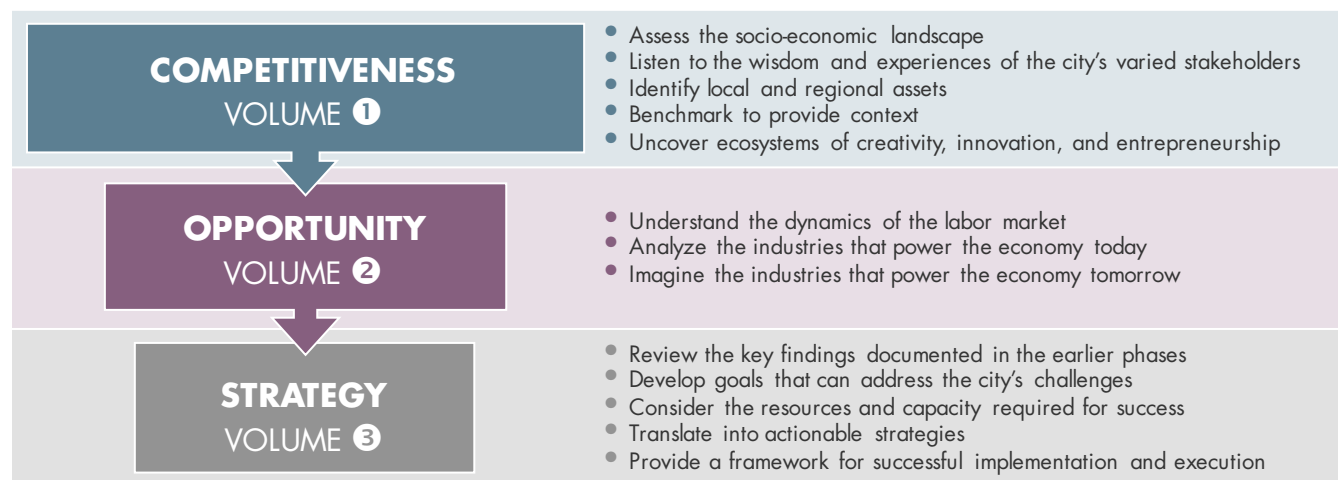 COMPETITIVENESS
VOLUME ❶
• Assess the socio-economic landscape
• Listen to the wisdom and experiences of the city's varied stakeholders
• Identify local and regional assets
• Benchmark to provide context
• Uncover ecosystems of creativity, innovation, and entrepreneurship
OPPORTUNITY
VOLUME ❷
• Understand the dynamics of the labor market
• Analyze the industries that power the economy today
• Imagine the industries that power the economy tomorrow
STRATEGY
VOLUME ❸
• Review the key findings documented in the earlier phases
• Develop goals that can address the city's challenges
• Consider the resources and capacity required for success
• Translate into actionable strategies
• Provide a framework for successful implementation and execution